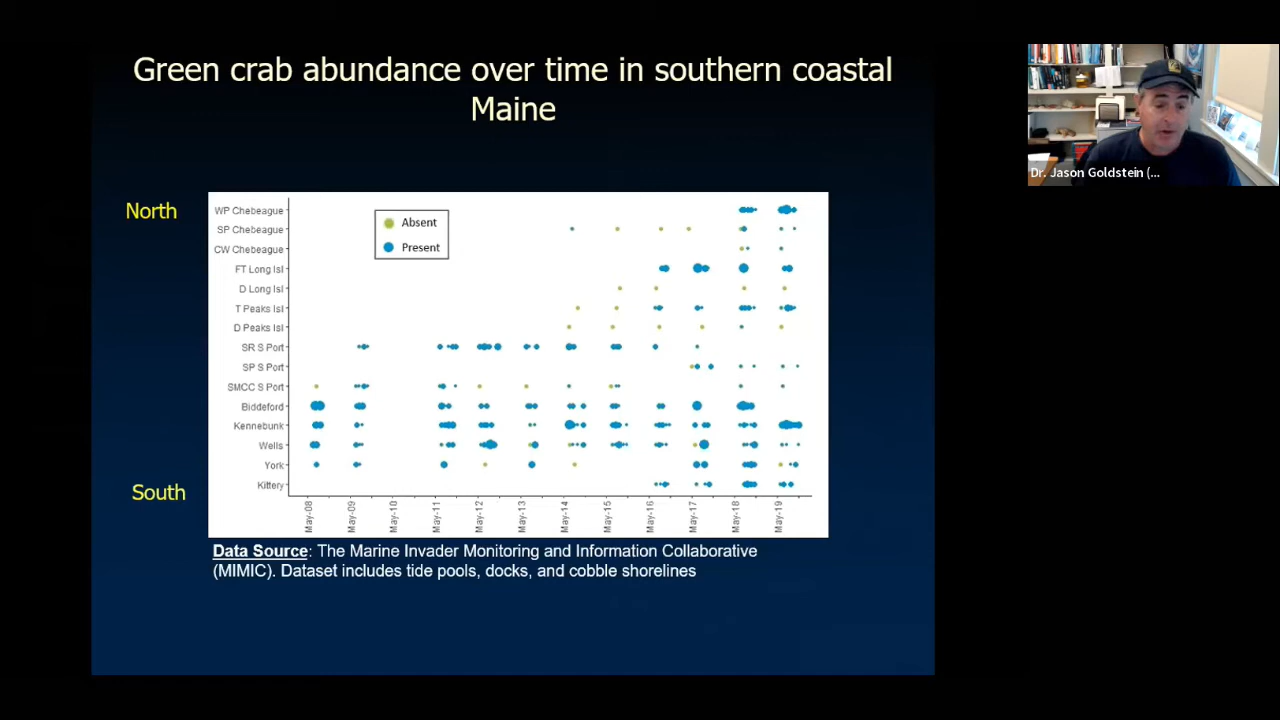 Green crab abundance over time in southern coastal
Maine
North
South
WP Chebeague
SP Chebeague
CW Chebeague
FT Long Isl
D Long Isl
T Peaks Isl
D Peaks Isl
SR S Port
SP S Port
SMCC S Port
Biddeford
Kennebunk
Wells
York
Kittery
Absent
Present
May-08
May-09
May-10
May-11
May-12
May-13
May-14
May-15
May-16
May-17
May-18
May-19
Data Source: The Marine Invader Monitoring and Information Collaborative
(MIMIC). Dataset includes tide pools, docks, and cobble shorelines
Dr. Jason Goldstein (...